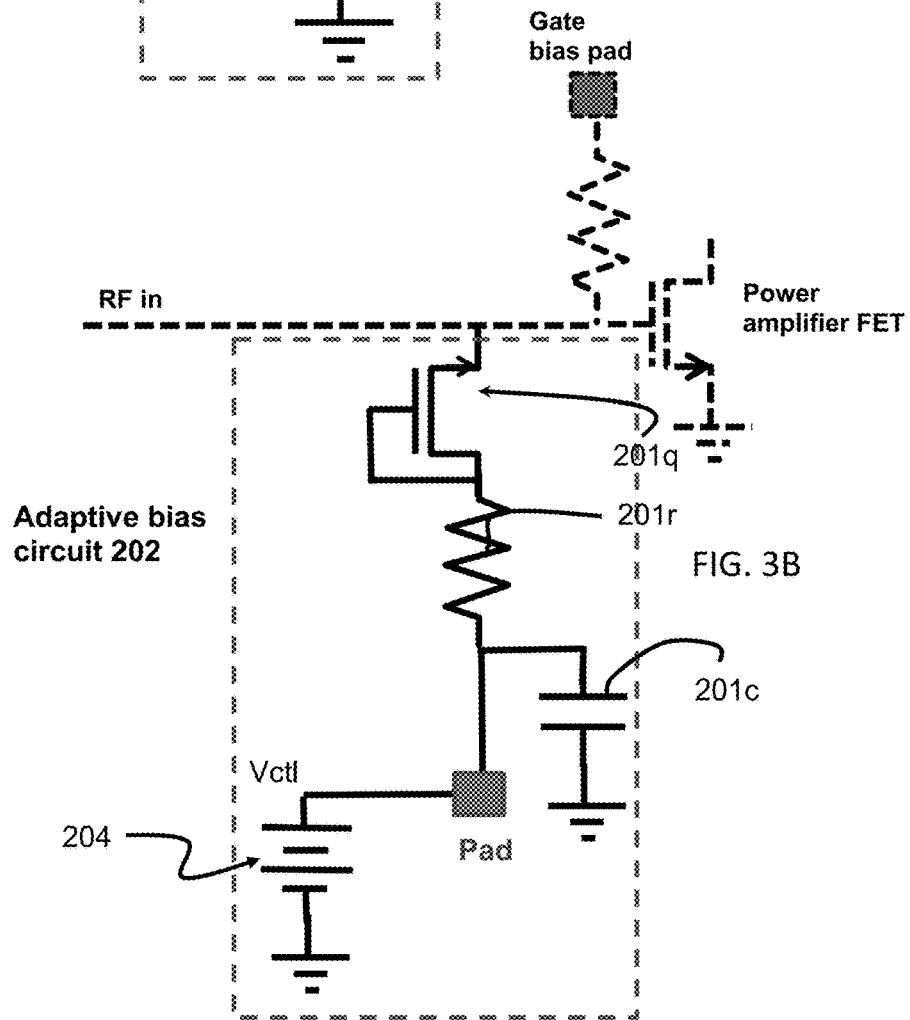 Gate
bias pad
RF in
Power
amplifier FET
201q
Adaptive bias
circuit 202
201r
FIG. 3B
201c
Vctl
204
Pad